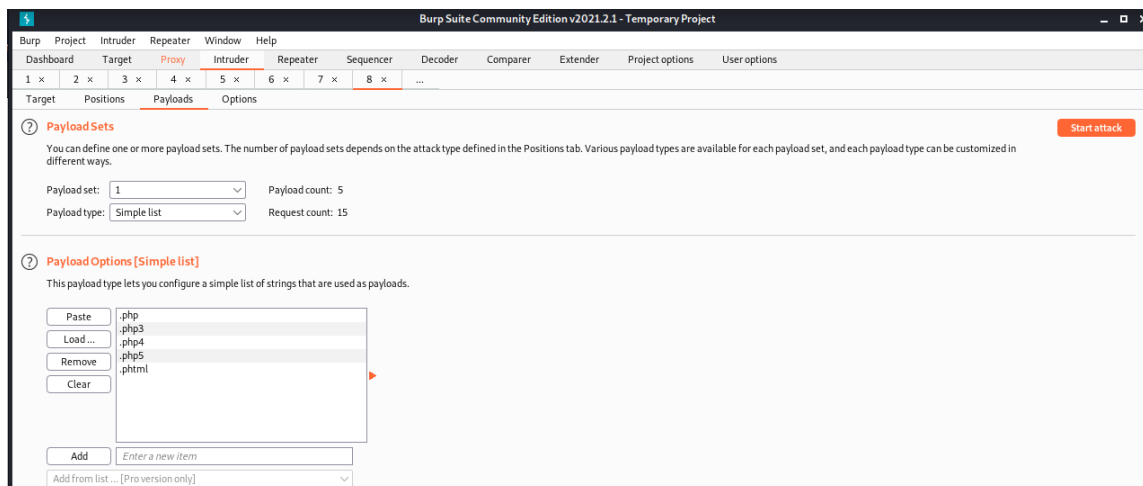 Burp Suite Community Edition v2021.2.1 - Temporary Project
Burp Project Intruder Repeater Window Help
Dashboard Target Proxy Intruder Repeater Sequencer Decoder Comparer Extender Project options User options
1 × 2 × 3 × 4 × 5 × 6 × 7 × 8 × ...
Target Positions Payloads Options
? Payload Sets
Start attack
You can define one or more payload sets. The number of payload sets depends on the attack type defined in the Positions tab. Various payload types are available for each payload set, and each payload type can be customized in
different ways.
Payload set: 1 Payload count: 5
Payload type: Simple list Request count: 15
? Payload Options [Simple list]
This payload type lets you configure a simple list of strings that are used as payloads.
Paste
Load ...
Remove
Clear
.php
.php3
.php4
.php5
.phtml
Add Enter a new item
Add from list ... [Pro version only]